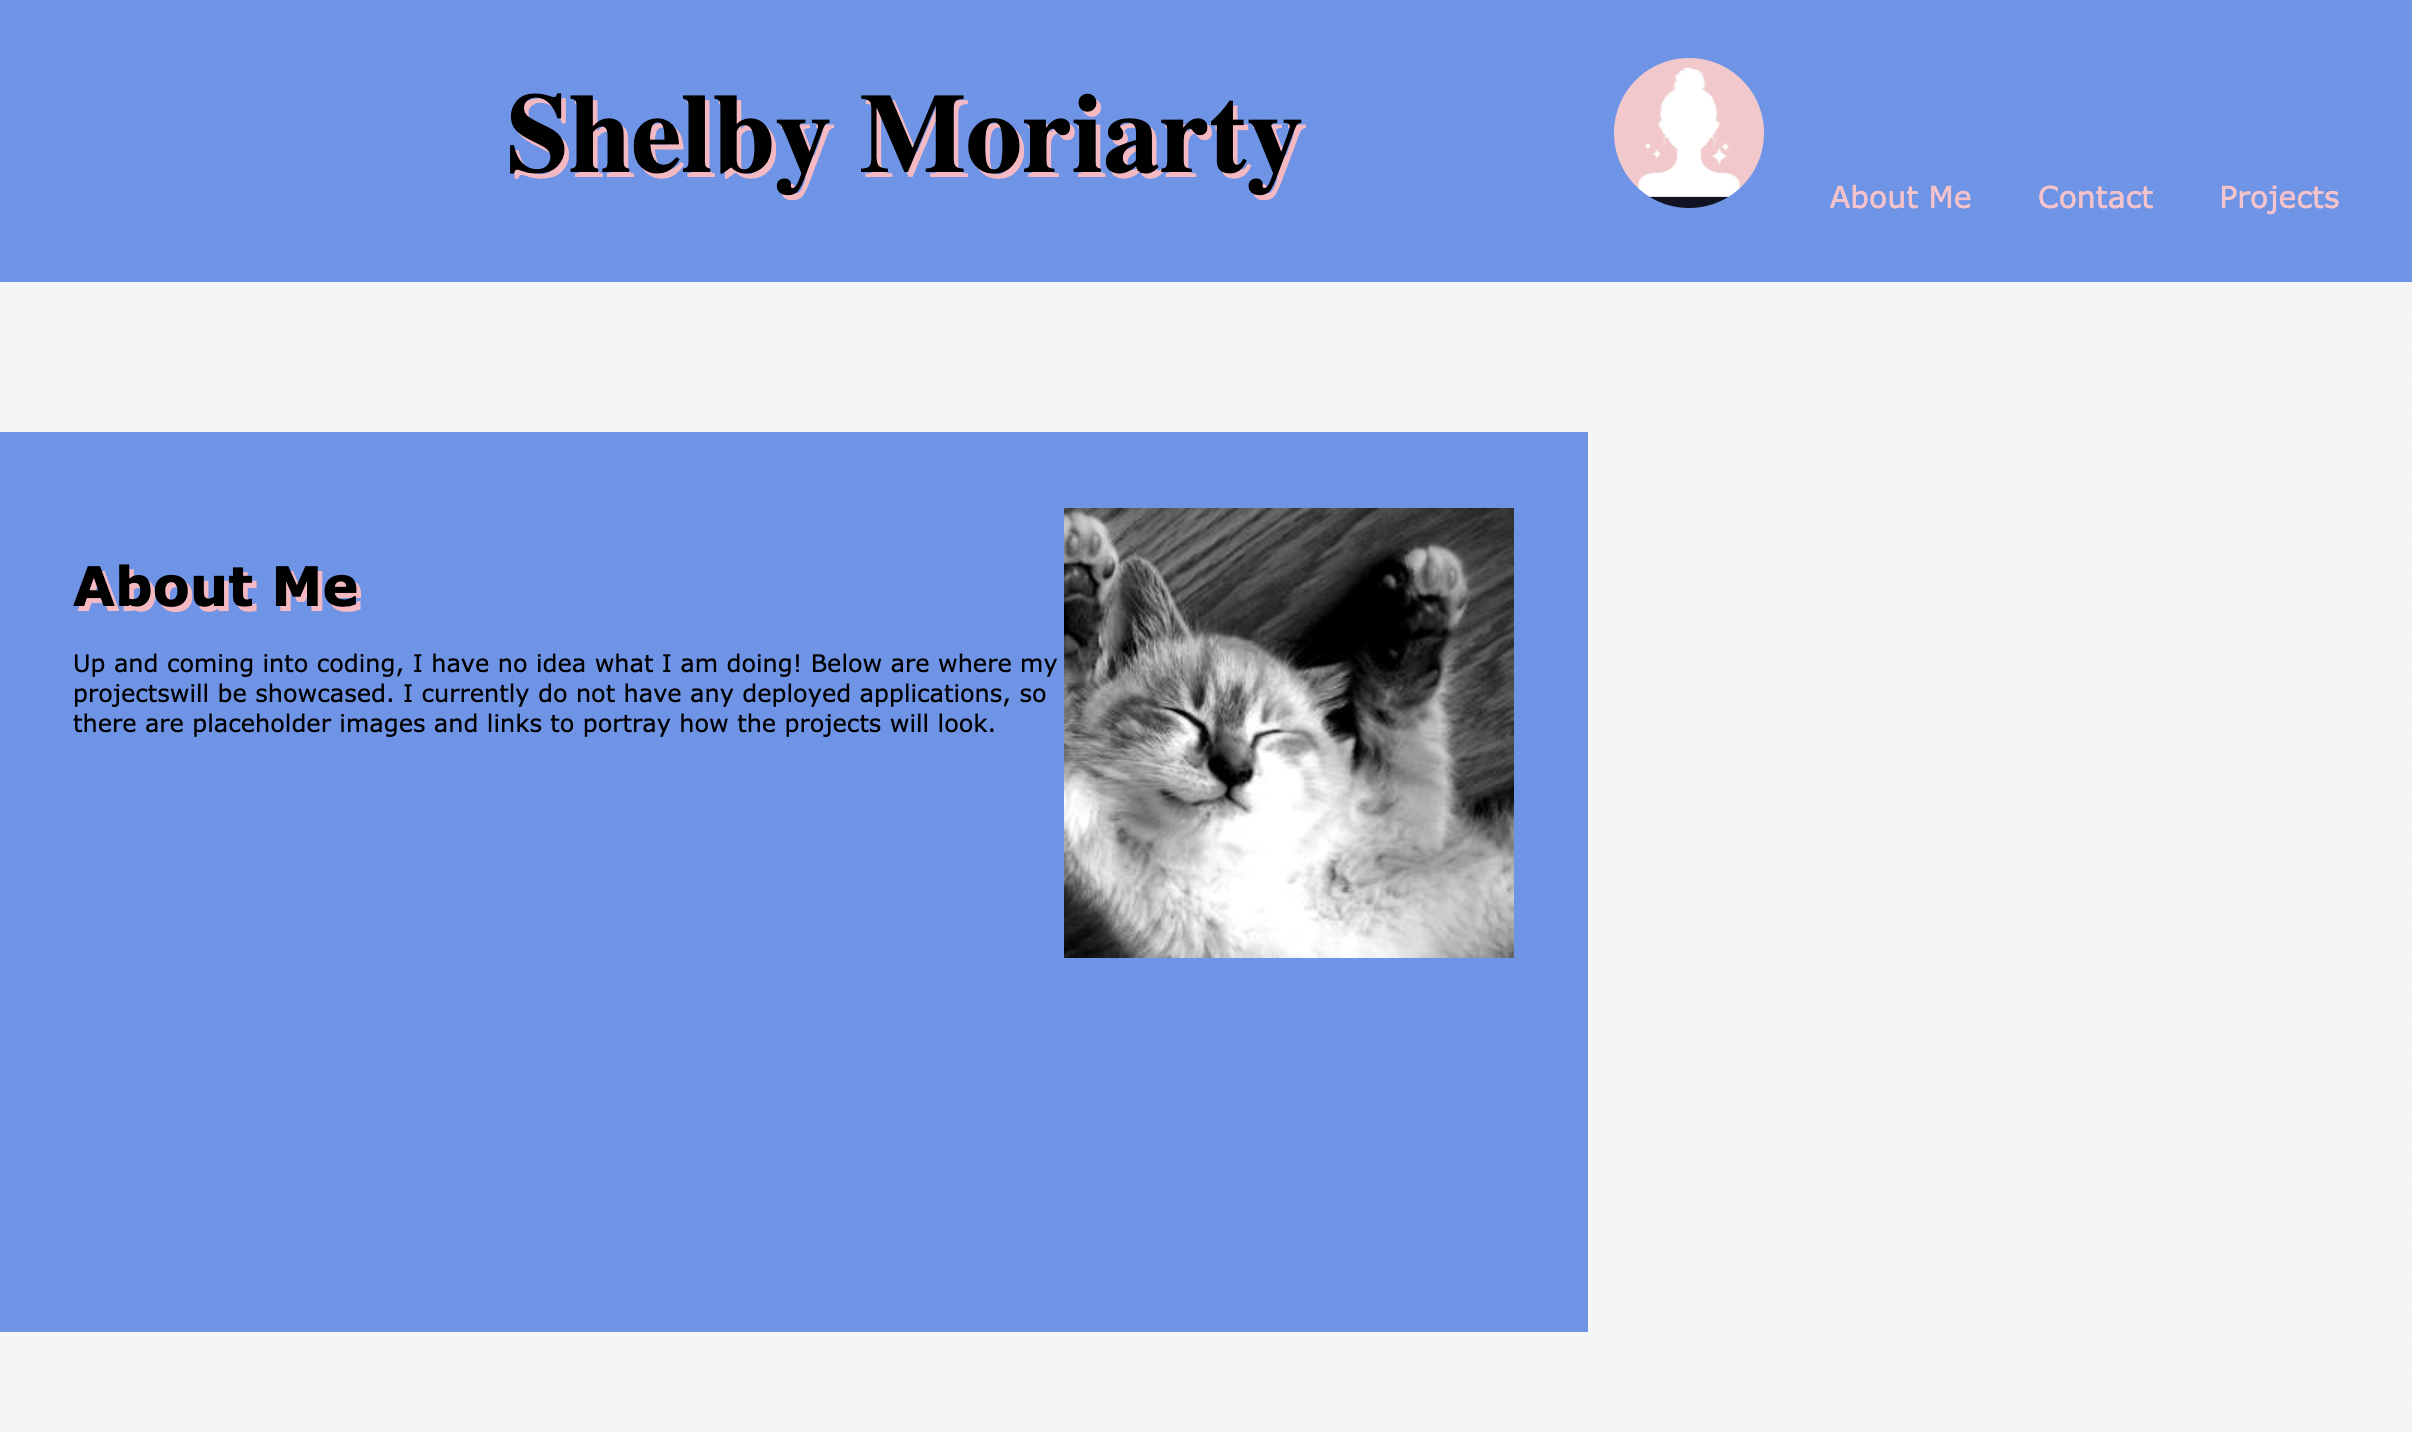 Shelby Moriarty
About Me
Contact
Projects
About Me
Up and coming into coding, I have no idea what I am doing! Below are where my
projectswill be showcased. I currently do not have any deployed applications, so
there are placeholder images and links to portray how the projects will look.